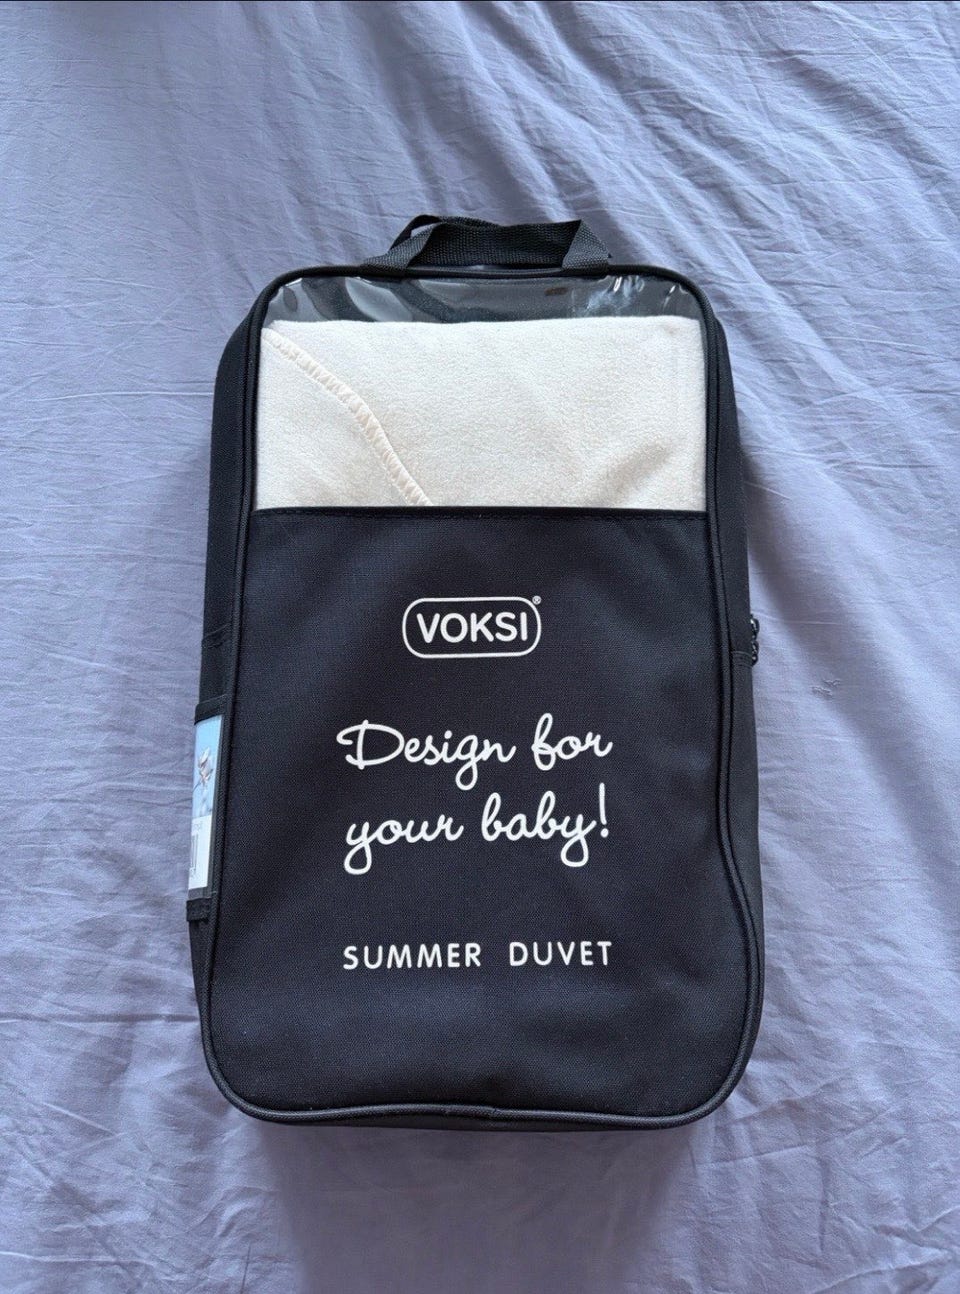 VOKSI®
Design for
your baby!
SUMMER DUVET